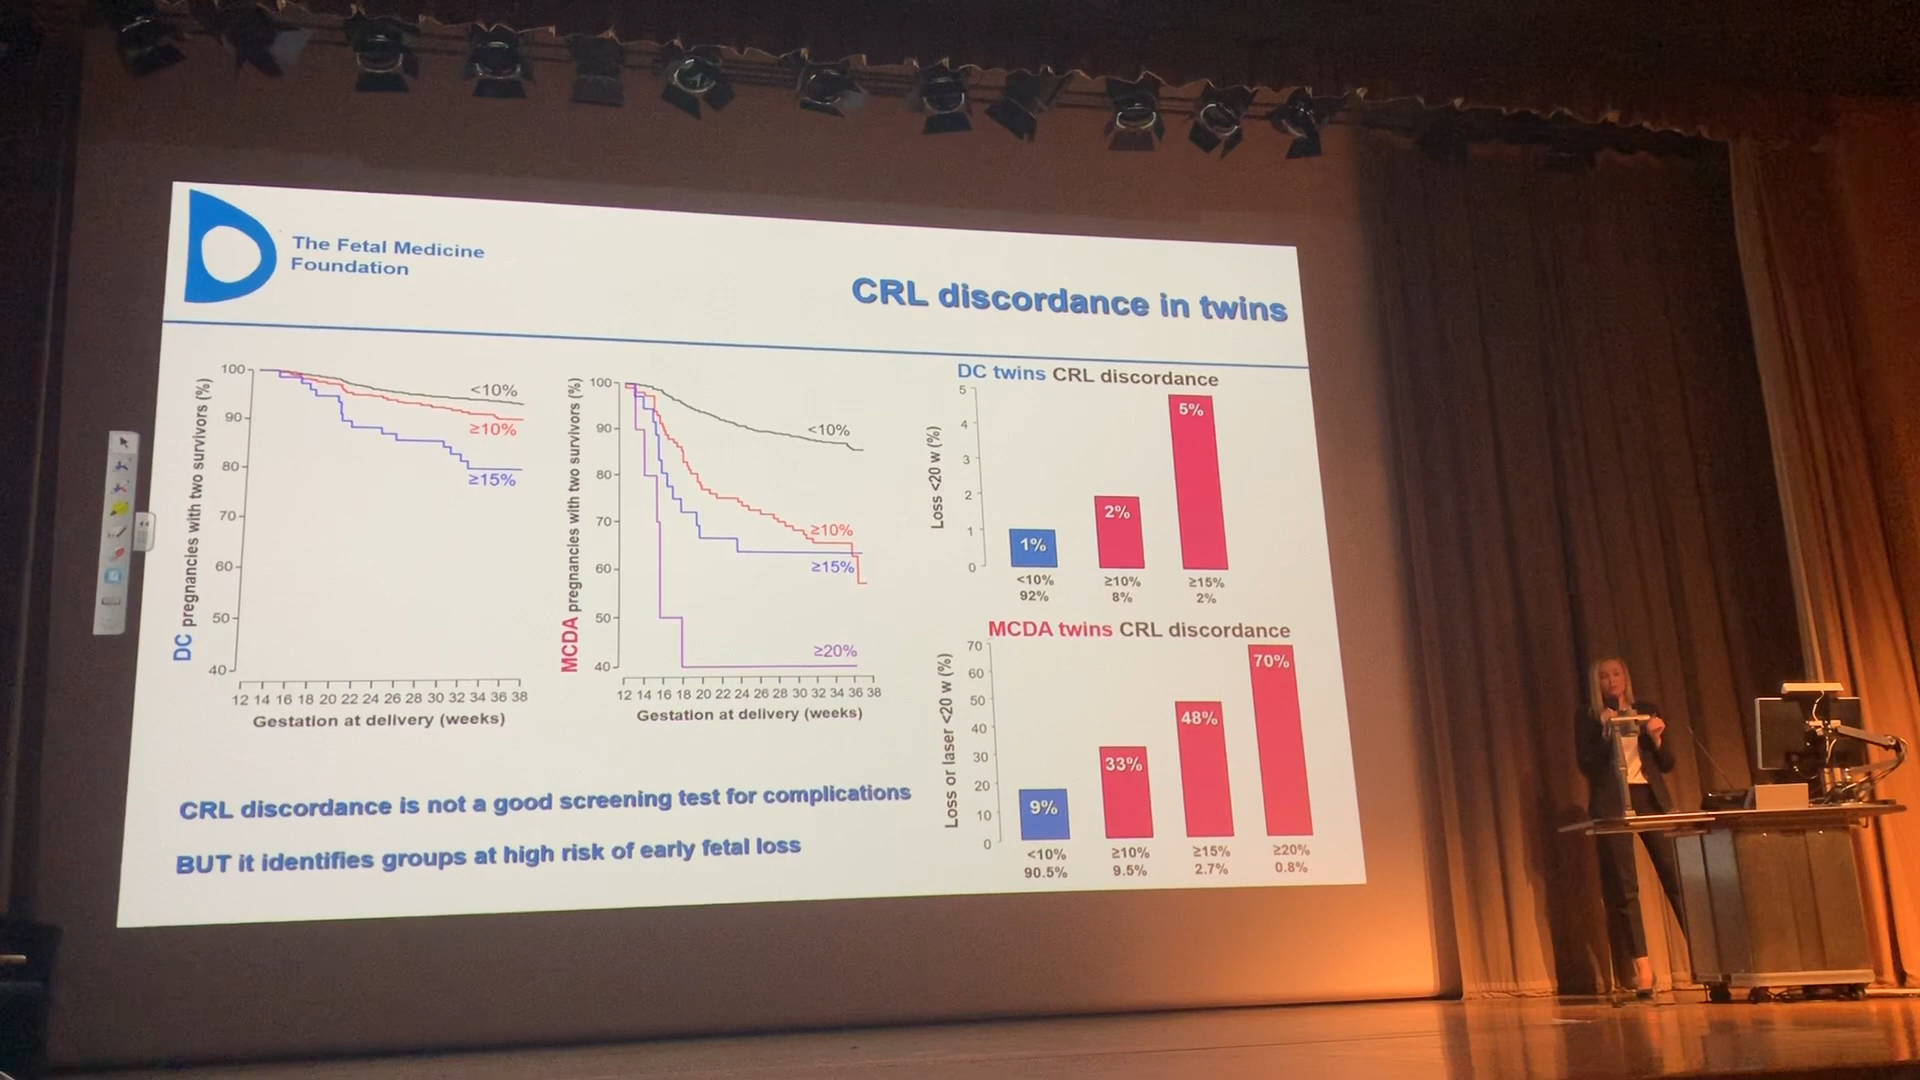 The Fetal Medicine
Foundation
CRL discordance in twins
DC pregnancies with two survivors (%)
100
90
80
70
60
50
40
<10%
≥10%
≥15%
12 14 16 18 20 22 24 26 28 30 32 34 36 38
Gestation at delivery (weeks)
MCDA pregnancies with two survivors (%)
100
90
80
70
60
50
40
<10%
≥10%
≥15%
≥20%
12 14 16 18 20 22 24 26 28 30 32 34 36 38
Gestation at delivery (weeks)
DC twins CRL discordance
Loss <20 w (%)
5
4
3
2
1
0
1%
2%
5%
<10% ≥10% ≥15%
92% 8% 2%
MCDA twins CRL discordance
Loss or laser <20 w (%)
70
60
50
40
30
20
10
0
9%
33%
48%
70%
<10% ≥10% ≥15% ≥20%
90.5% 9.5% 2.7% 0.8%
CRL discordance is not a good screening test for complications
BUT it identifies groups at high risk of early fetal loss